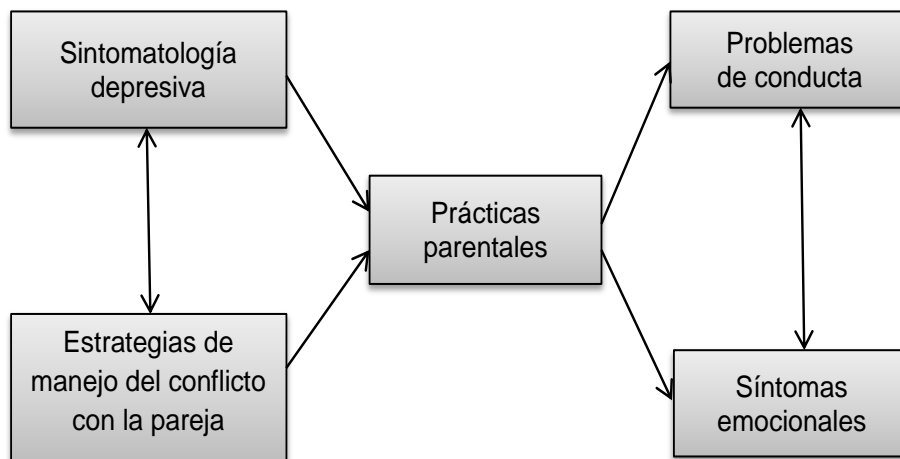 Sintomatología
depresiva
Problemas
de conducta
Prácticas
parentales
Estrategias de
manejo del conflicto
con la pareja
Síntomas
emocionales